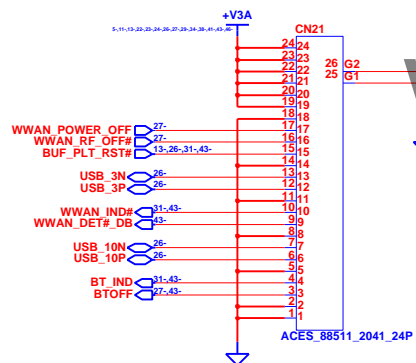 +V3A
5-,11-,13-,22-,23-,24-,26-,27-,29-,34-,38-,41-,43-,46-
CN21
24 24
23 23
22 22 26 G2
21 21 25 G1
20 20
19 19
18 18
WWAN_POWER_OFF 27- 17 17
WWAN_RF_OFF# 27- 16 16
BUF_PLT_RST# 13-,26-,31-,43- 15 15
14 14
USB_3N 26- 13 13
USB_3P 26- 12 12
11 11
WWAN_IND# 31-,43- 10 10
WWAN_DET#_DB 43- 9 9
8 8
USB_10N 26- 7 7
USB_10P 26- 6 6
5 5
BT_IND 31-,43- 4 4
BTOFF 27-,43- 3 3
2 2
1 1
ACES_88511_2041_24P